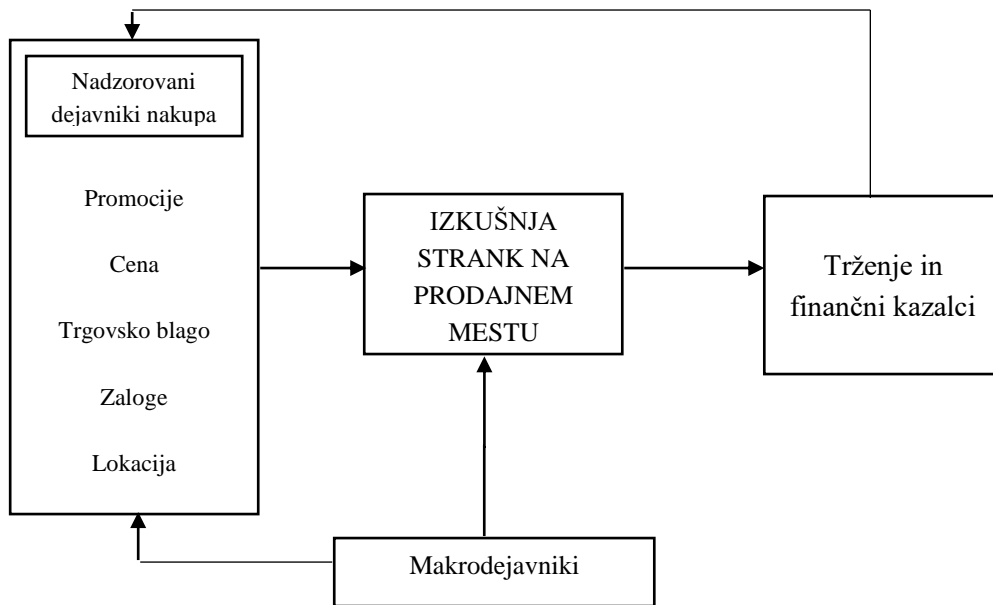 Nadzorovani
dejavniki nakupa
Promocije
Cena
Trgovsko blago
Zaloge
Lokacija
IZKUŠNJA
STRANK NA
PRODAJNEM
MESTU
Trženje in
finančni kazalci
Makrodejavniki